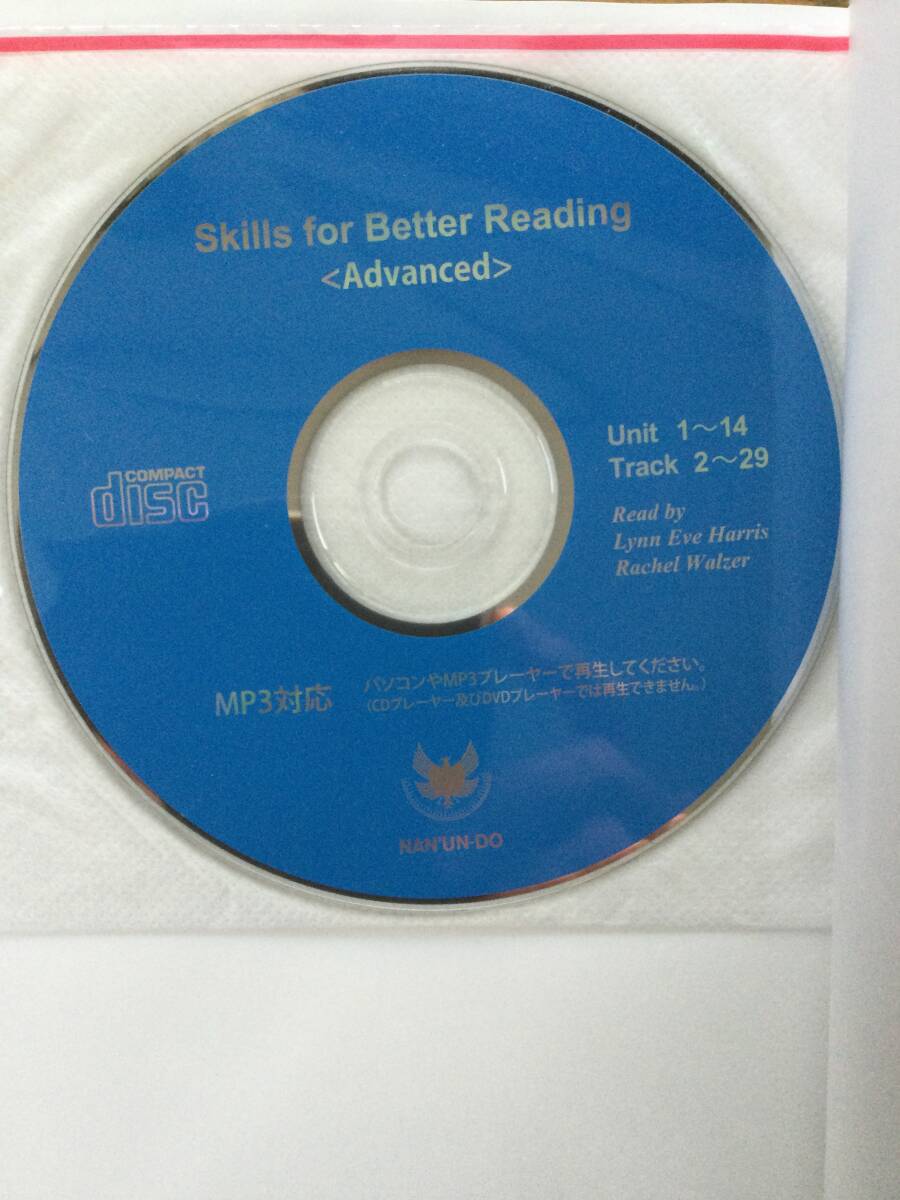 Skills for Better Reading
<Advanced>
COMPACT
disc
Unit 1～14
Track 2～29
Read by
Lynn Eve Harris
Rachel Walzer
MP3対応
パソコンやMP3プレーヤーで再生してください。
(CDプレーヤー及びDVDプレーヤーでは再生できません。)
NAN'UN-DO